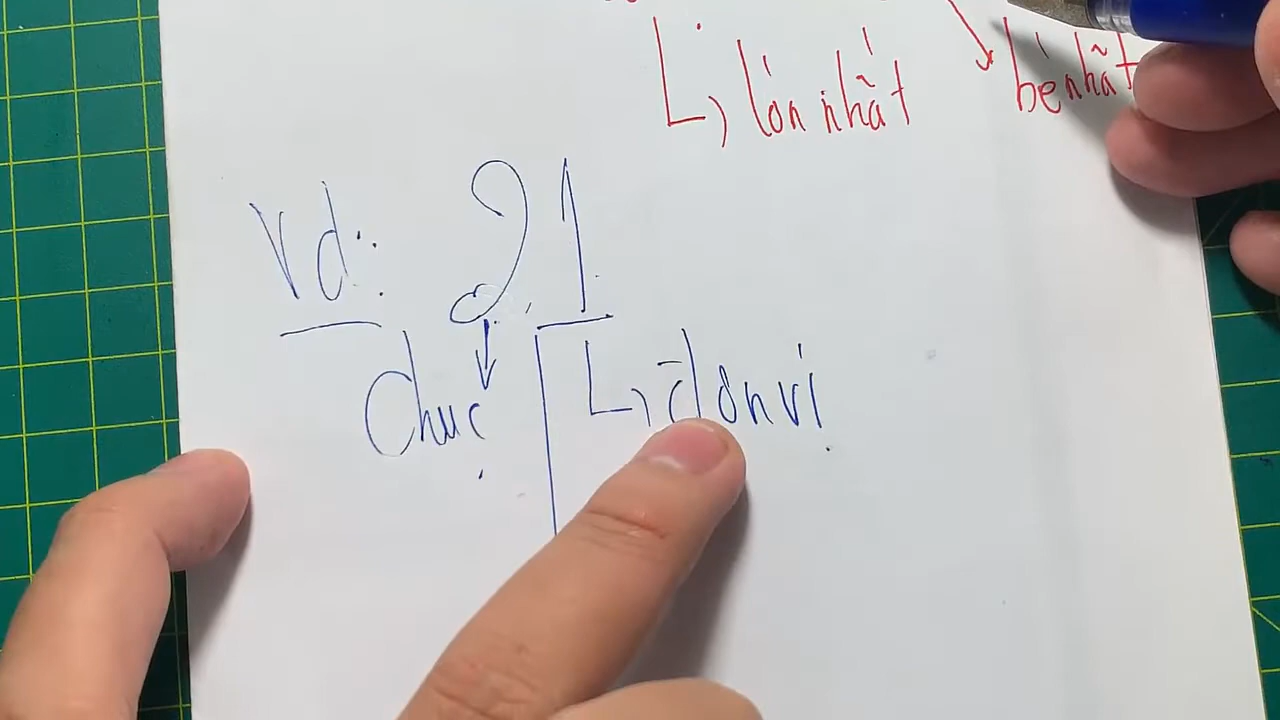 lớn nhất bé nhất
Vd: 21
Chục đơn vị